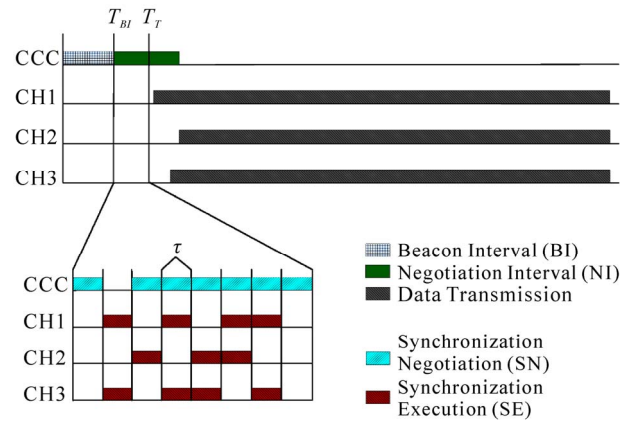 T_BI T_T
CCC
CH1
CH2
CH3
τ
CCC
CH1
CH2
CH3
Beacon Interval (BI)
Negotiation Interval (NI)
Data Transmission
Synchronization
Negotiation (SN)
Synchronization
Execution (SE)